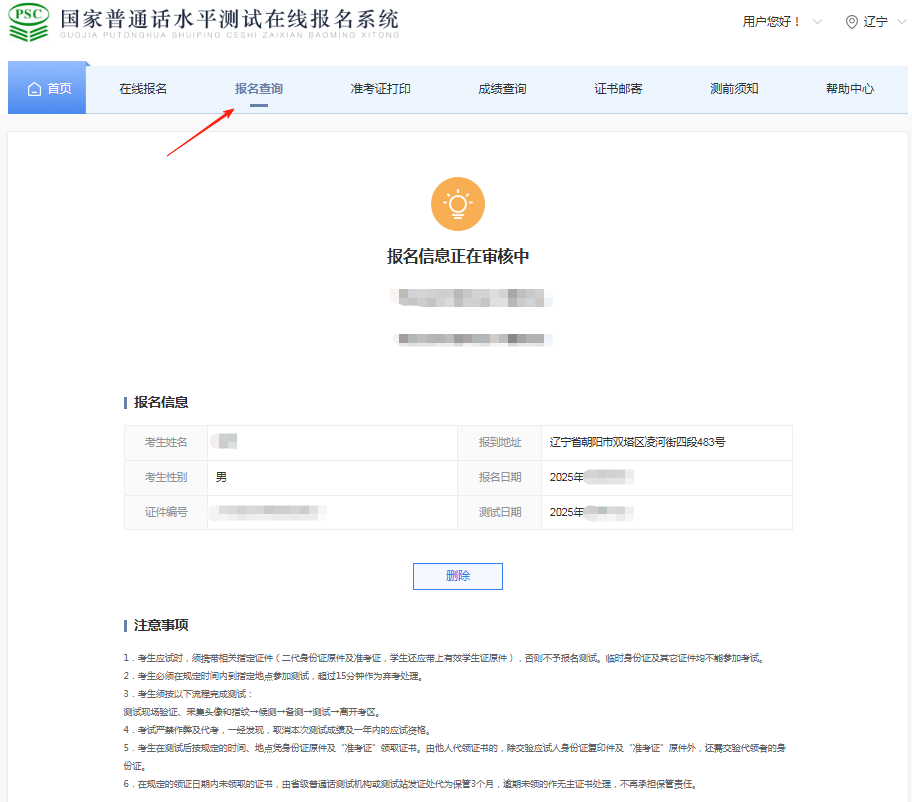 PSC
国家普通话水平测试在线报名系统
GUOJIA PUTONGHUA SHUIPING CESHI ZAIXIAN BAOMING XITONG
用户您好！
辽宁
首页
在线报名
报名查询
准考证打印
成绩查询
证书邮寄
测前须知
帮助中心
报名信息正在审核中
报名信息
考生姓名
报到地址
辽宁省朝阳市双塔区凌河街四段483号
考生性别
男
报名日期
2025年
证件编号
测试日期
2025年
删除
注意事项
1．考生应试时，须携带相关指定证件（二代身份证原件及准考证，学生还应带上有效学生证原件），否则不予报名测试。临时身份证及其它证件均不能参加考试。
2．考生必须在规定时间内到指定地点参加测试，超过15分钟作为弃考处理。
3．考生须按以下流程完成测试：
测试现场验证、采集头像和指纹→候测→备测→测试→离开考区。
4．考试严禁作弊及代考，一经发现，取消本次测试成绩及一年内的应试资格。
5．考生在测试后按规定的时间、地点凭身份证原件及“准考证”领取证书。由他人代领证书的，除交验应试人身份证复印件及“准考证”原件外，还需交验代领者的身
份证。
6．在规定的领证日期内未领取的证书，由省级普通话测试机构或测试站发证处代为保管3个月，逾期未领的作无主证书处理，不再承担保管责任。